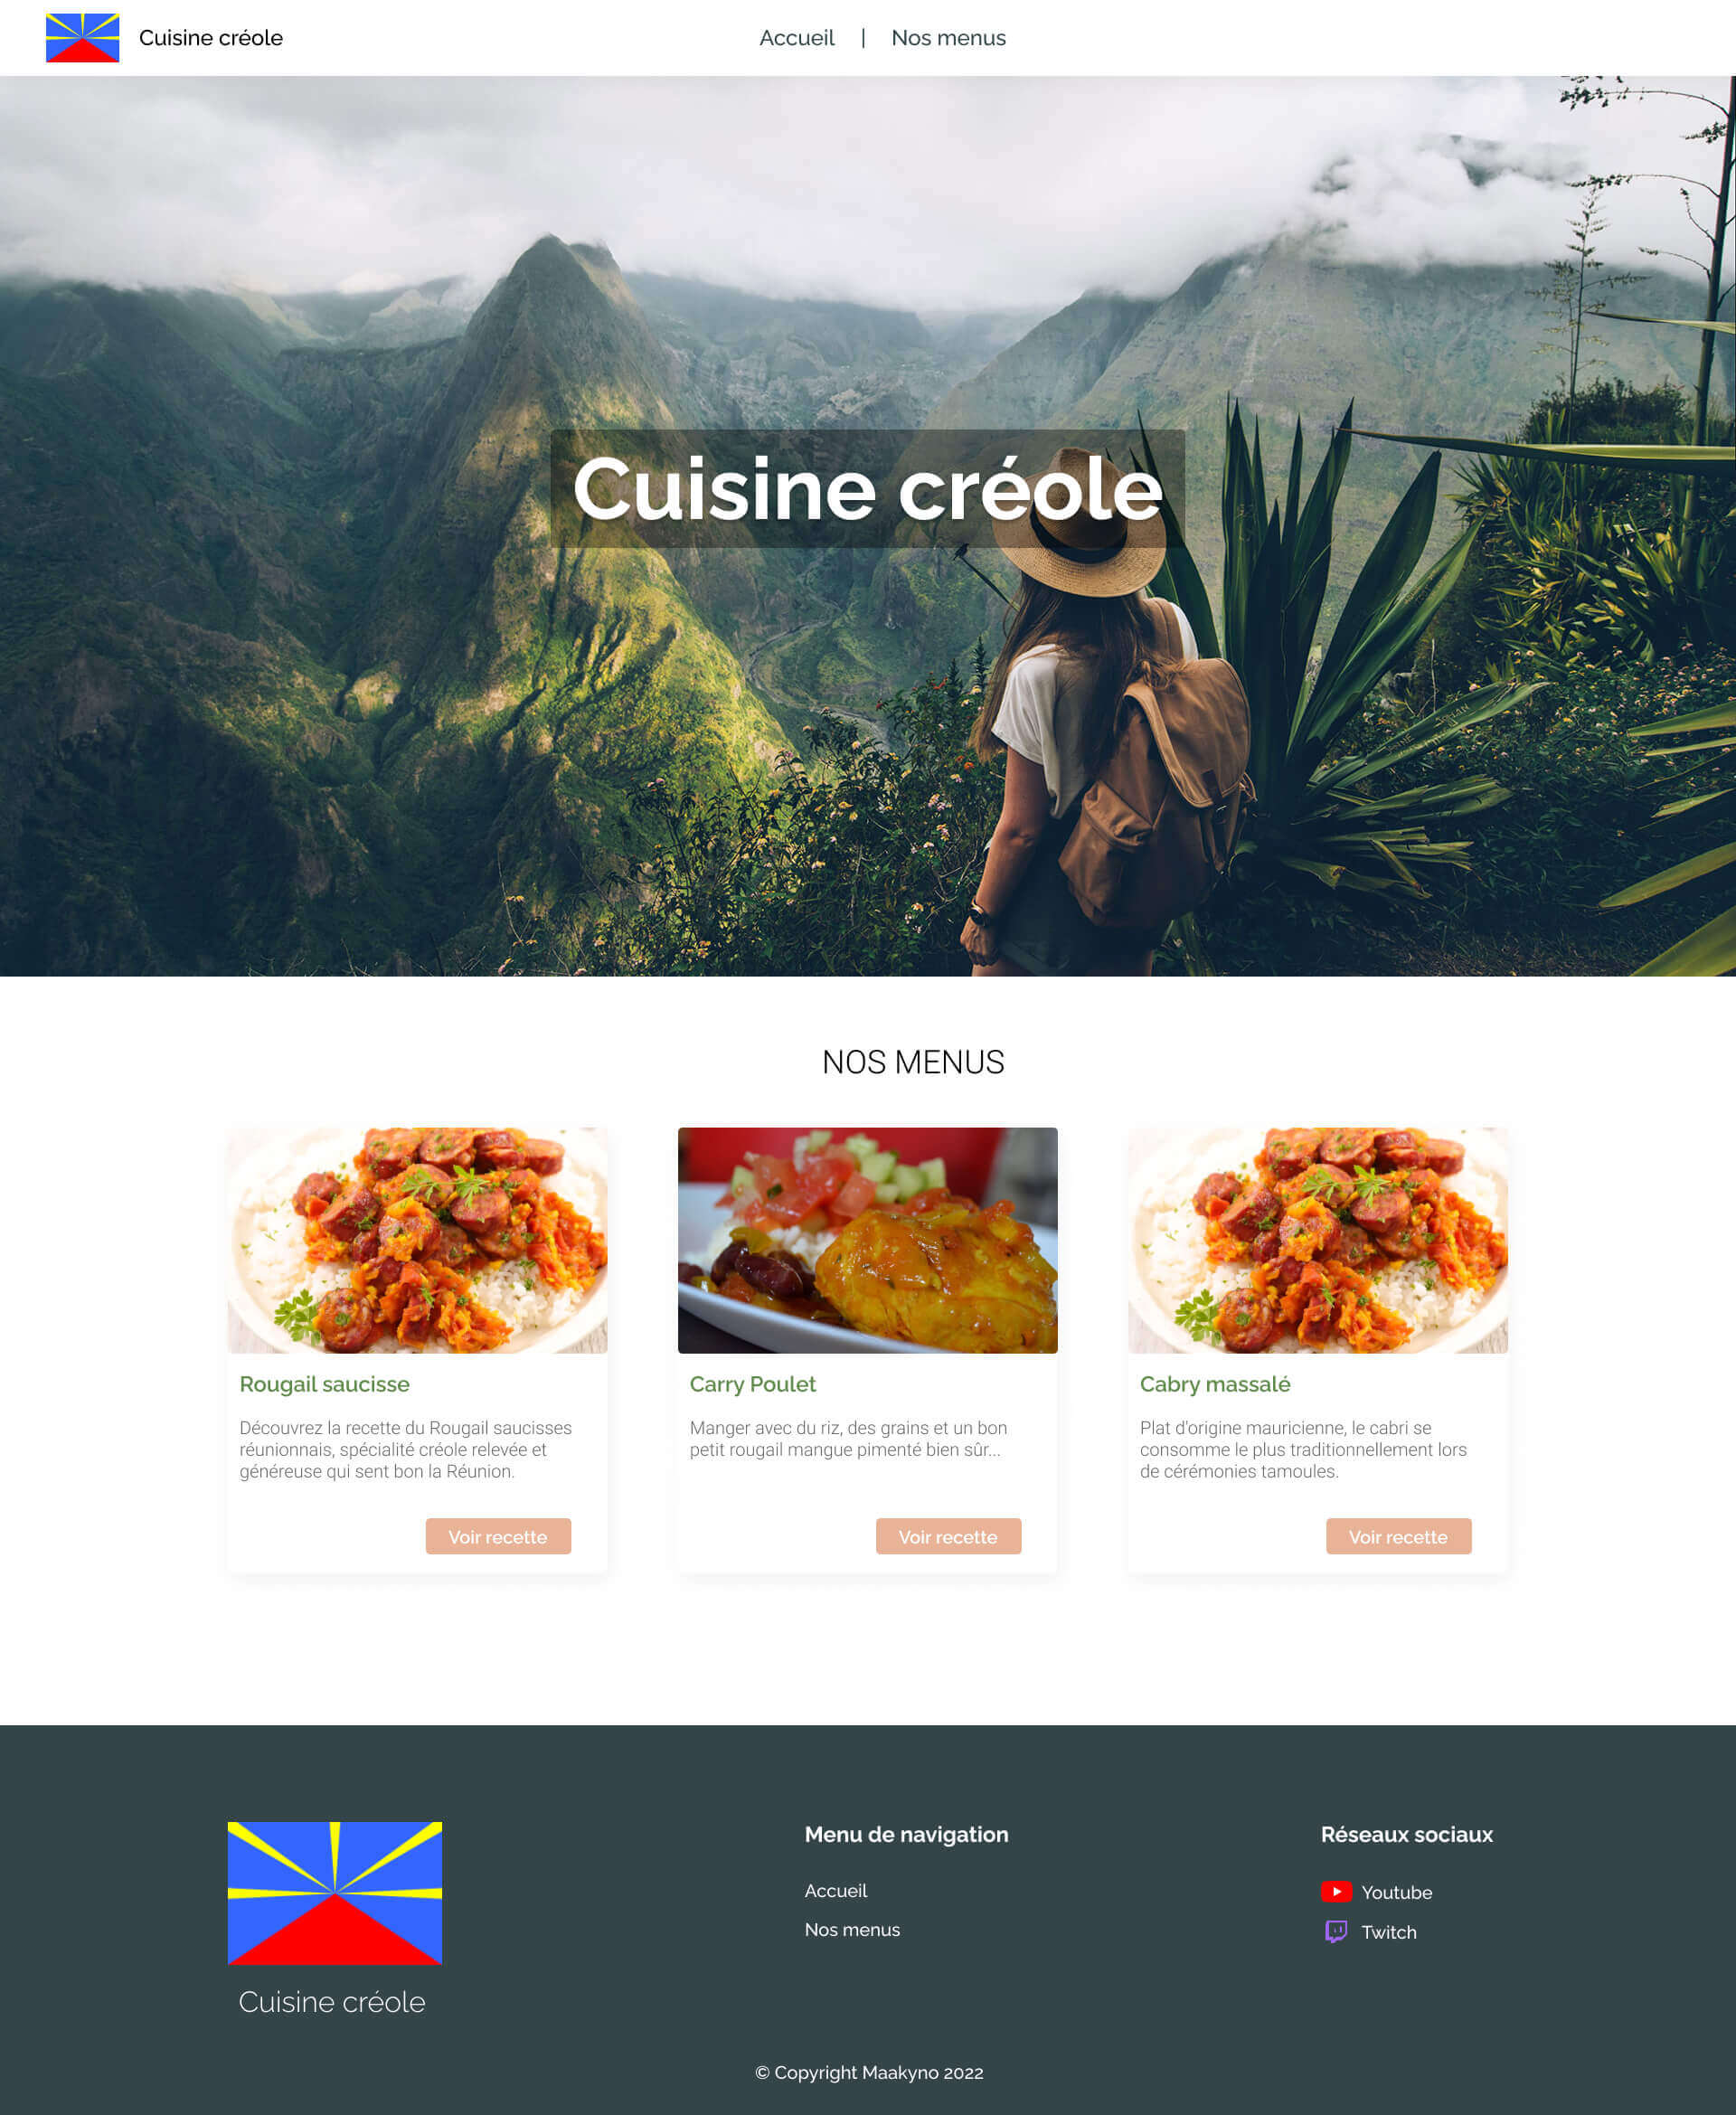 Cuisine créole
Accueil | Nos menus
Cuisine créole
NOS MENUS
Rougail saucisse
Découvrez la recette du Rougail saucisses
réunionnais, spécialité créole relevée et
généreuse qui sent bon la Réunion.
Voir recette
Carry Poulet
Manger avec du riz, des grains et un bon
petit rougail mangue pimenté bien sûr...
Voir recette
Cabry massalé
Plat d'origine mauricienne, le cabri se
consomme le plus traditionnellement lors
de cérémonies tamoules.
Voir recette
Cuisine créole
Menu de navigation
Accueil
Nos menus
Réseaux sociaux
Youtube
Twitch
© Copyright Maakyno 2022